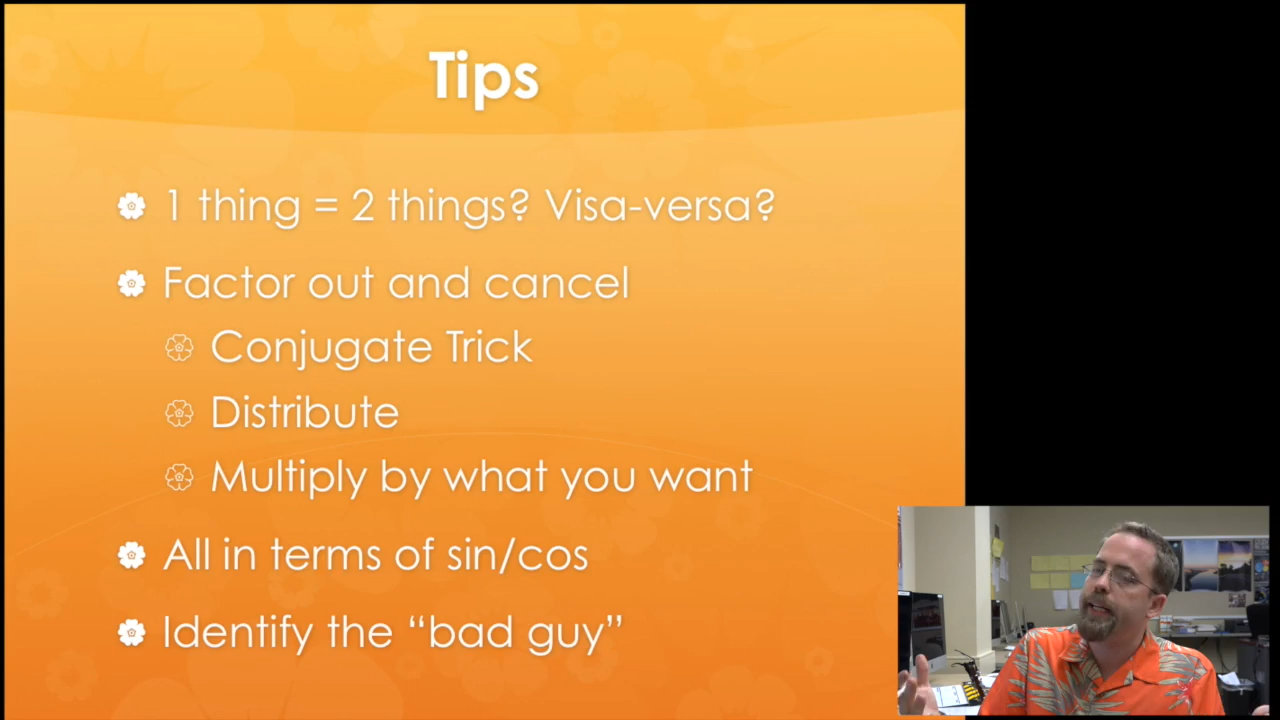 Tips
1 thing = 2 things? Visa-versa?
Factor out and cancel
Conjugate Trick
Distribute
Multiply by what you want
All in terms of sin/cos
Identify the “bad guy”